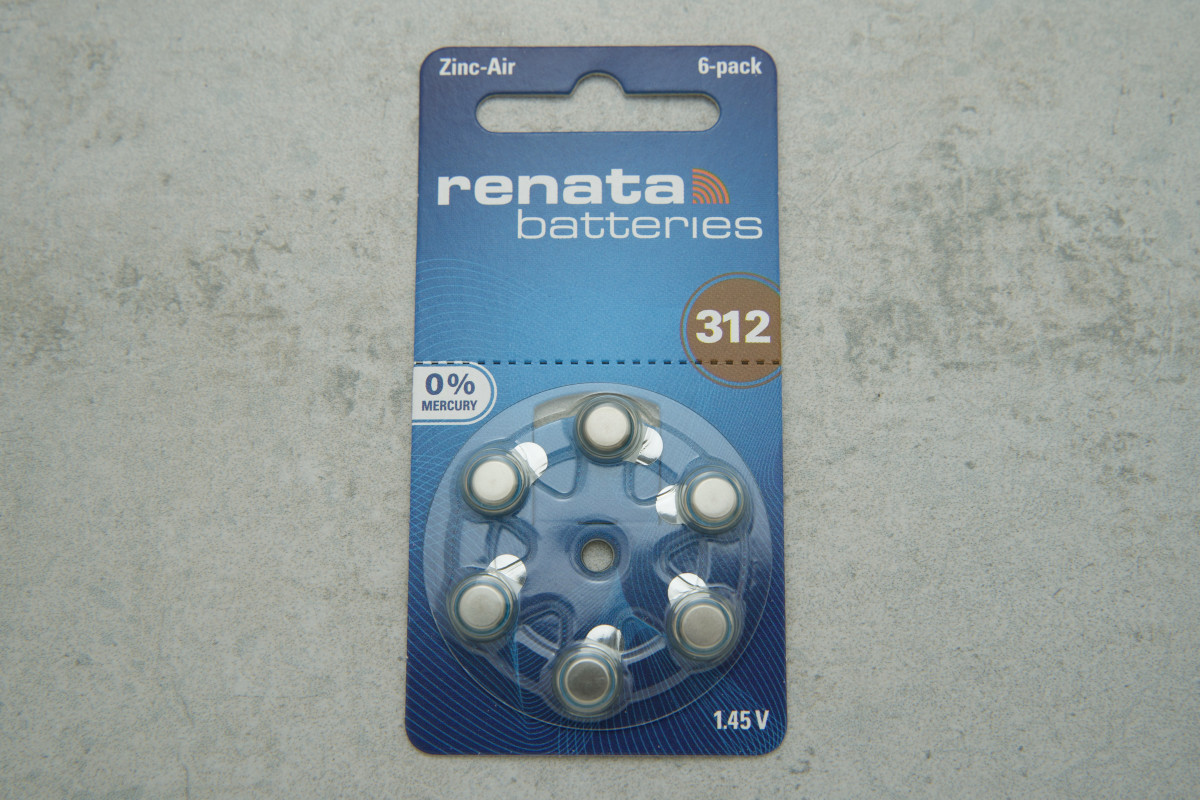 Zinc-Air
6-pack
renata
batteries
312
0%
MERCURY
1.45 V